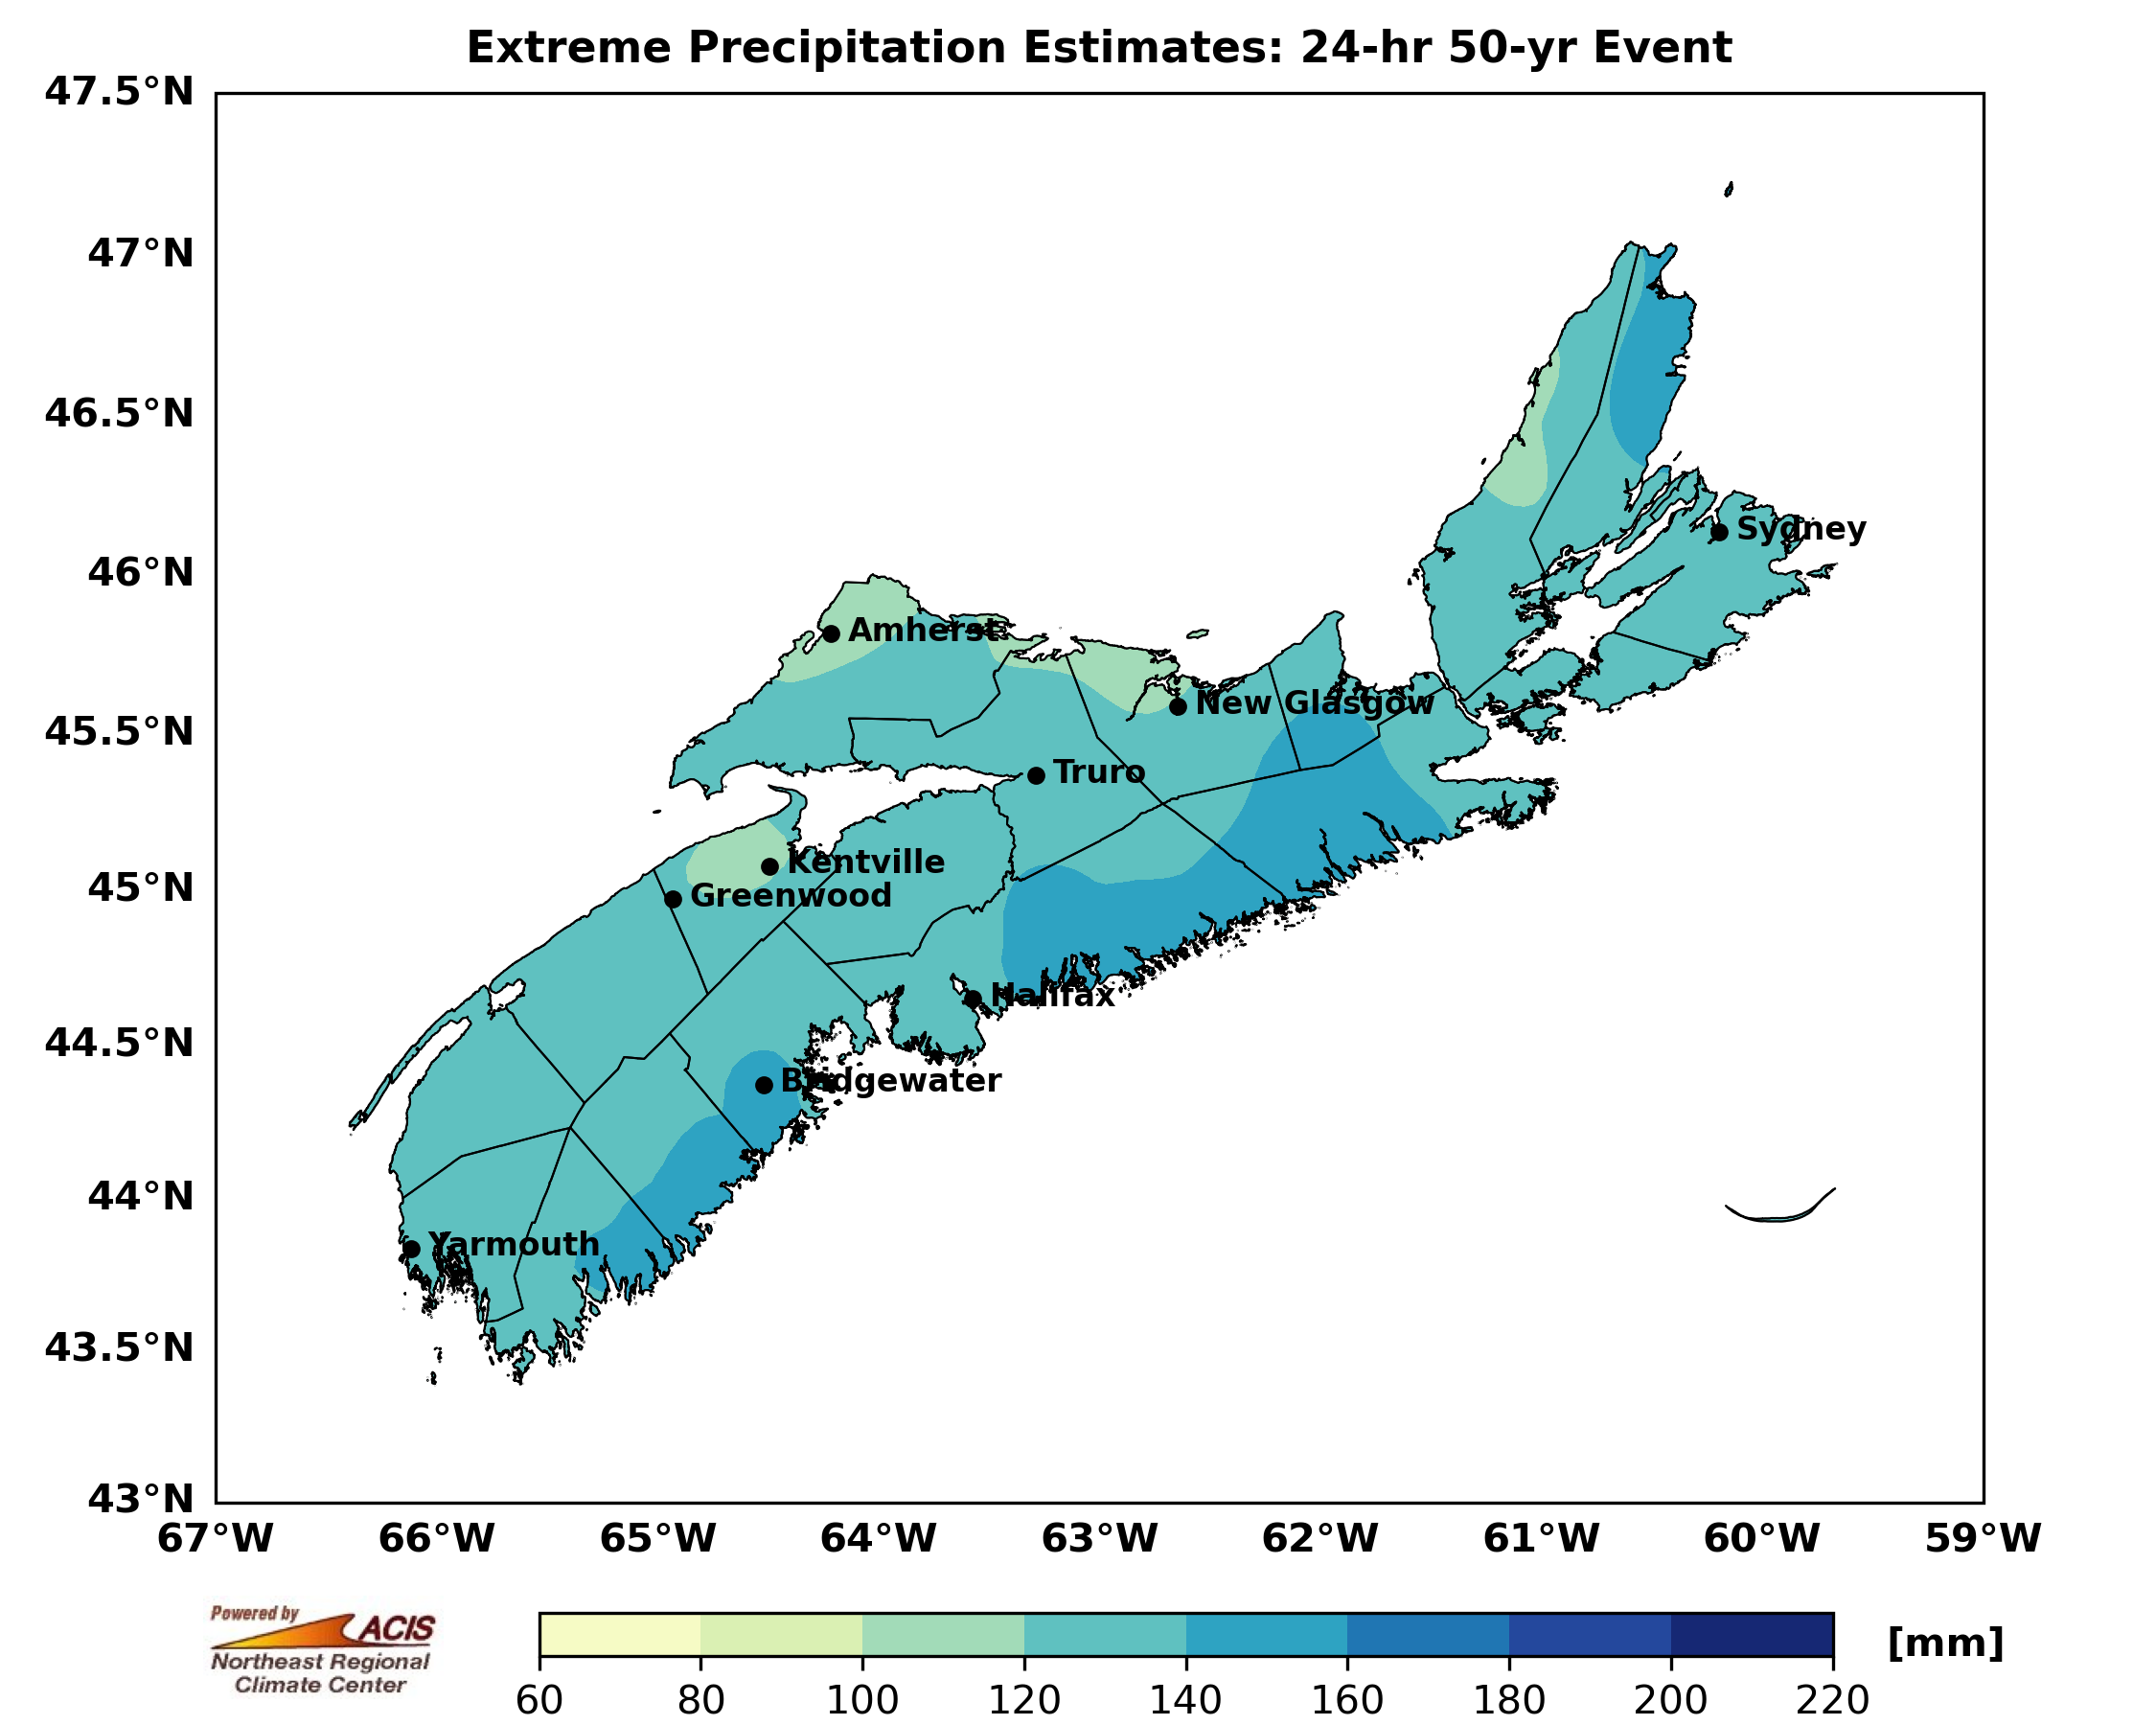 Extreme Precipitation Estimates: 24-hr 50-yr Event
47.5°N
47°N
46.5°N
46°N
45.5°N
45°N
44.5°N
44°N
43.5°N
43°N
Sydney
Amherst
New Glasgow
Truro
Kentville
Greenwood
Halifax
Bridgewater
Yarmouth
67°W 66°W 65°W 64°W 63°W 62°W 61°W 60°W 59°W
Powered by
ACIS
Northeast Regional
Climate Center
[mm]
60 80 100 120 140 160 180 200 220